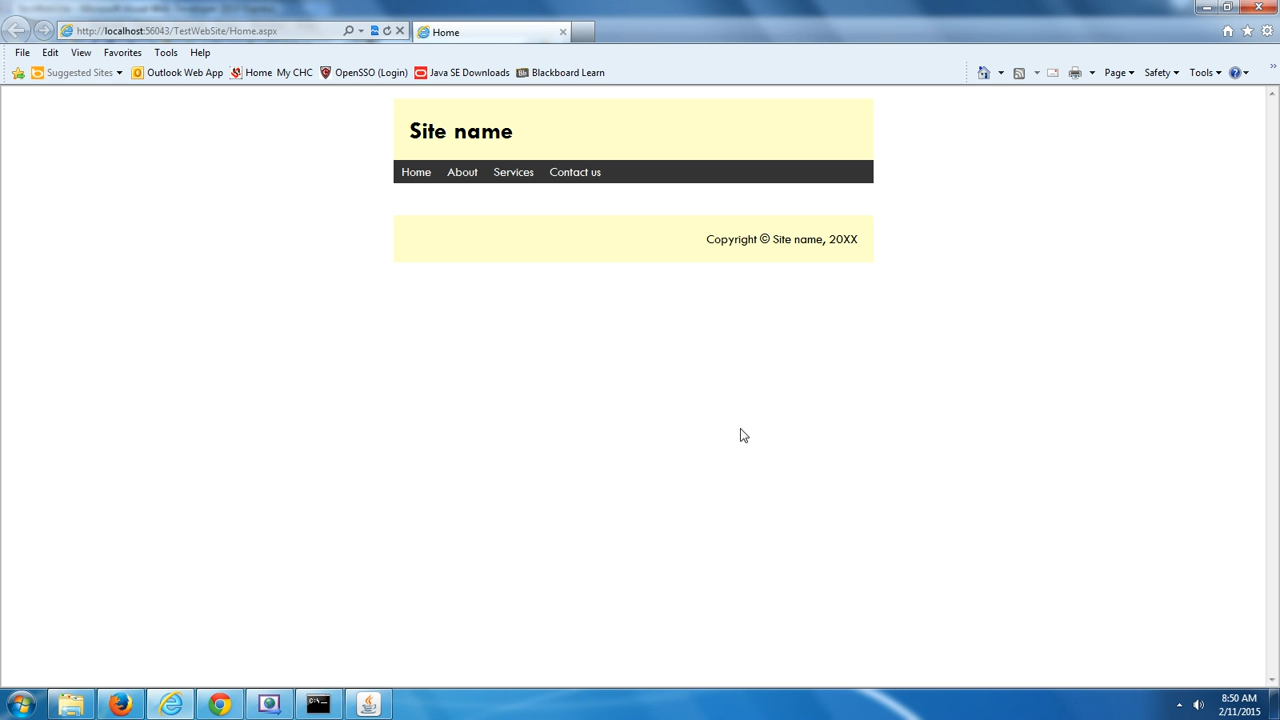 http://localhost:56043/TestWebSite/Home.aspx
Home
File Edit View Favorites Tools Help
Suggested Sites Outlook Web App Home My CHC OpenSSO (Login) Java SE Downloads Blackboard Learn Page Safety Tools
Site name
Home About Services Contact us
Copyright © Site name, 20XX
8:50 AM
2/11/2015